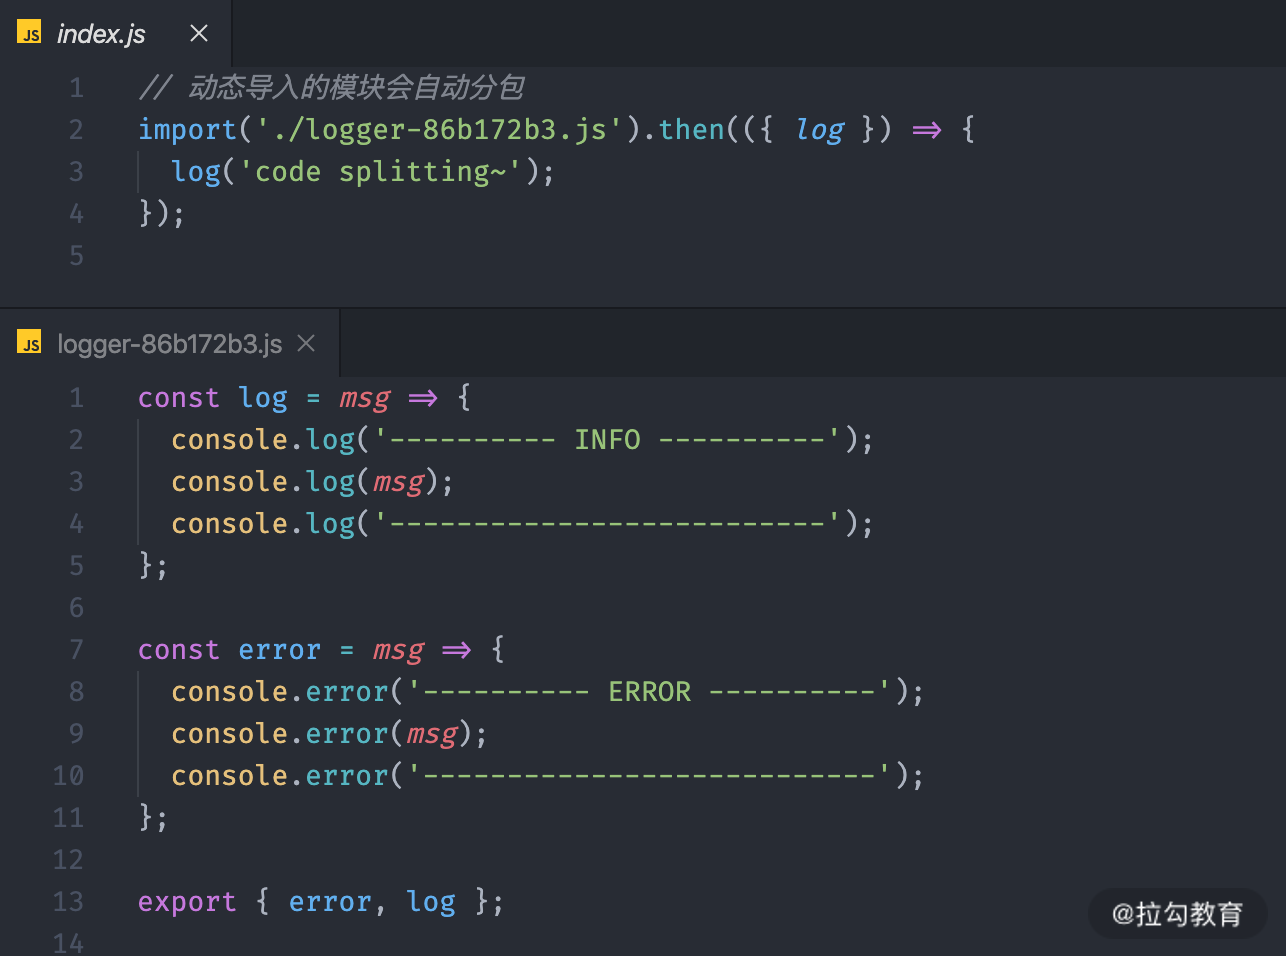 JS index.js ×
1 // 动态导入的模块会自动分包
2 import('./logger-86b172b3.js').then(({ log }) => {
3   log('code splitting~');
4 });
5
JS logger-86b172b3.js ×
1 const log = msg => {
2   console.log('---------- INFO ----------');
3   console.log(msg);
4   console.log('--------------------------');
5 };
6
7 const error = msg => {
8   console.error('---------- ERROR ----------');
9   console.error(msg);
10   console.error('---------------------------');
11 };
12
13 export { error, log };
14
@拉勾教育